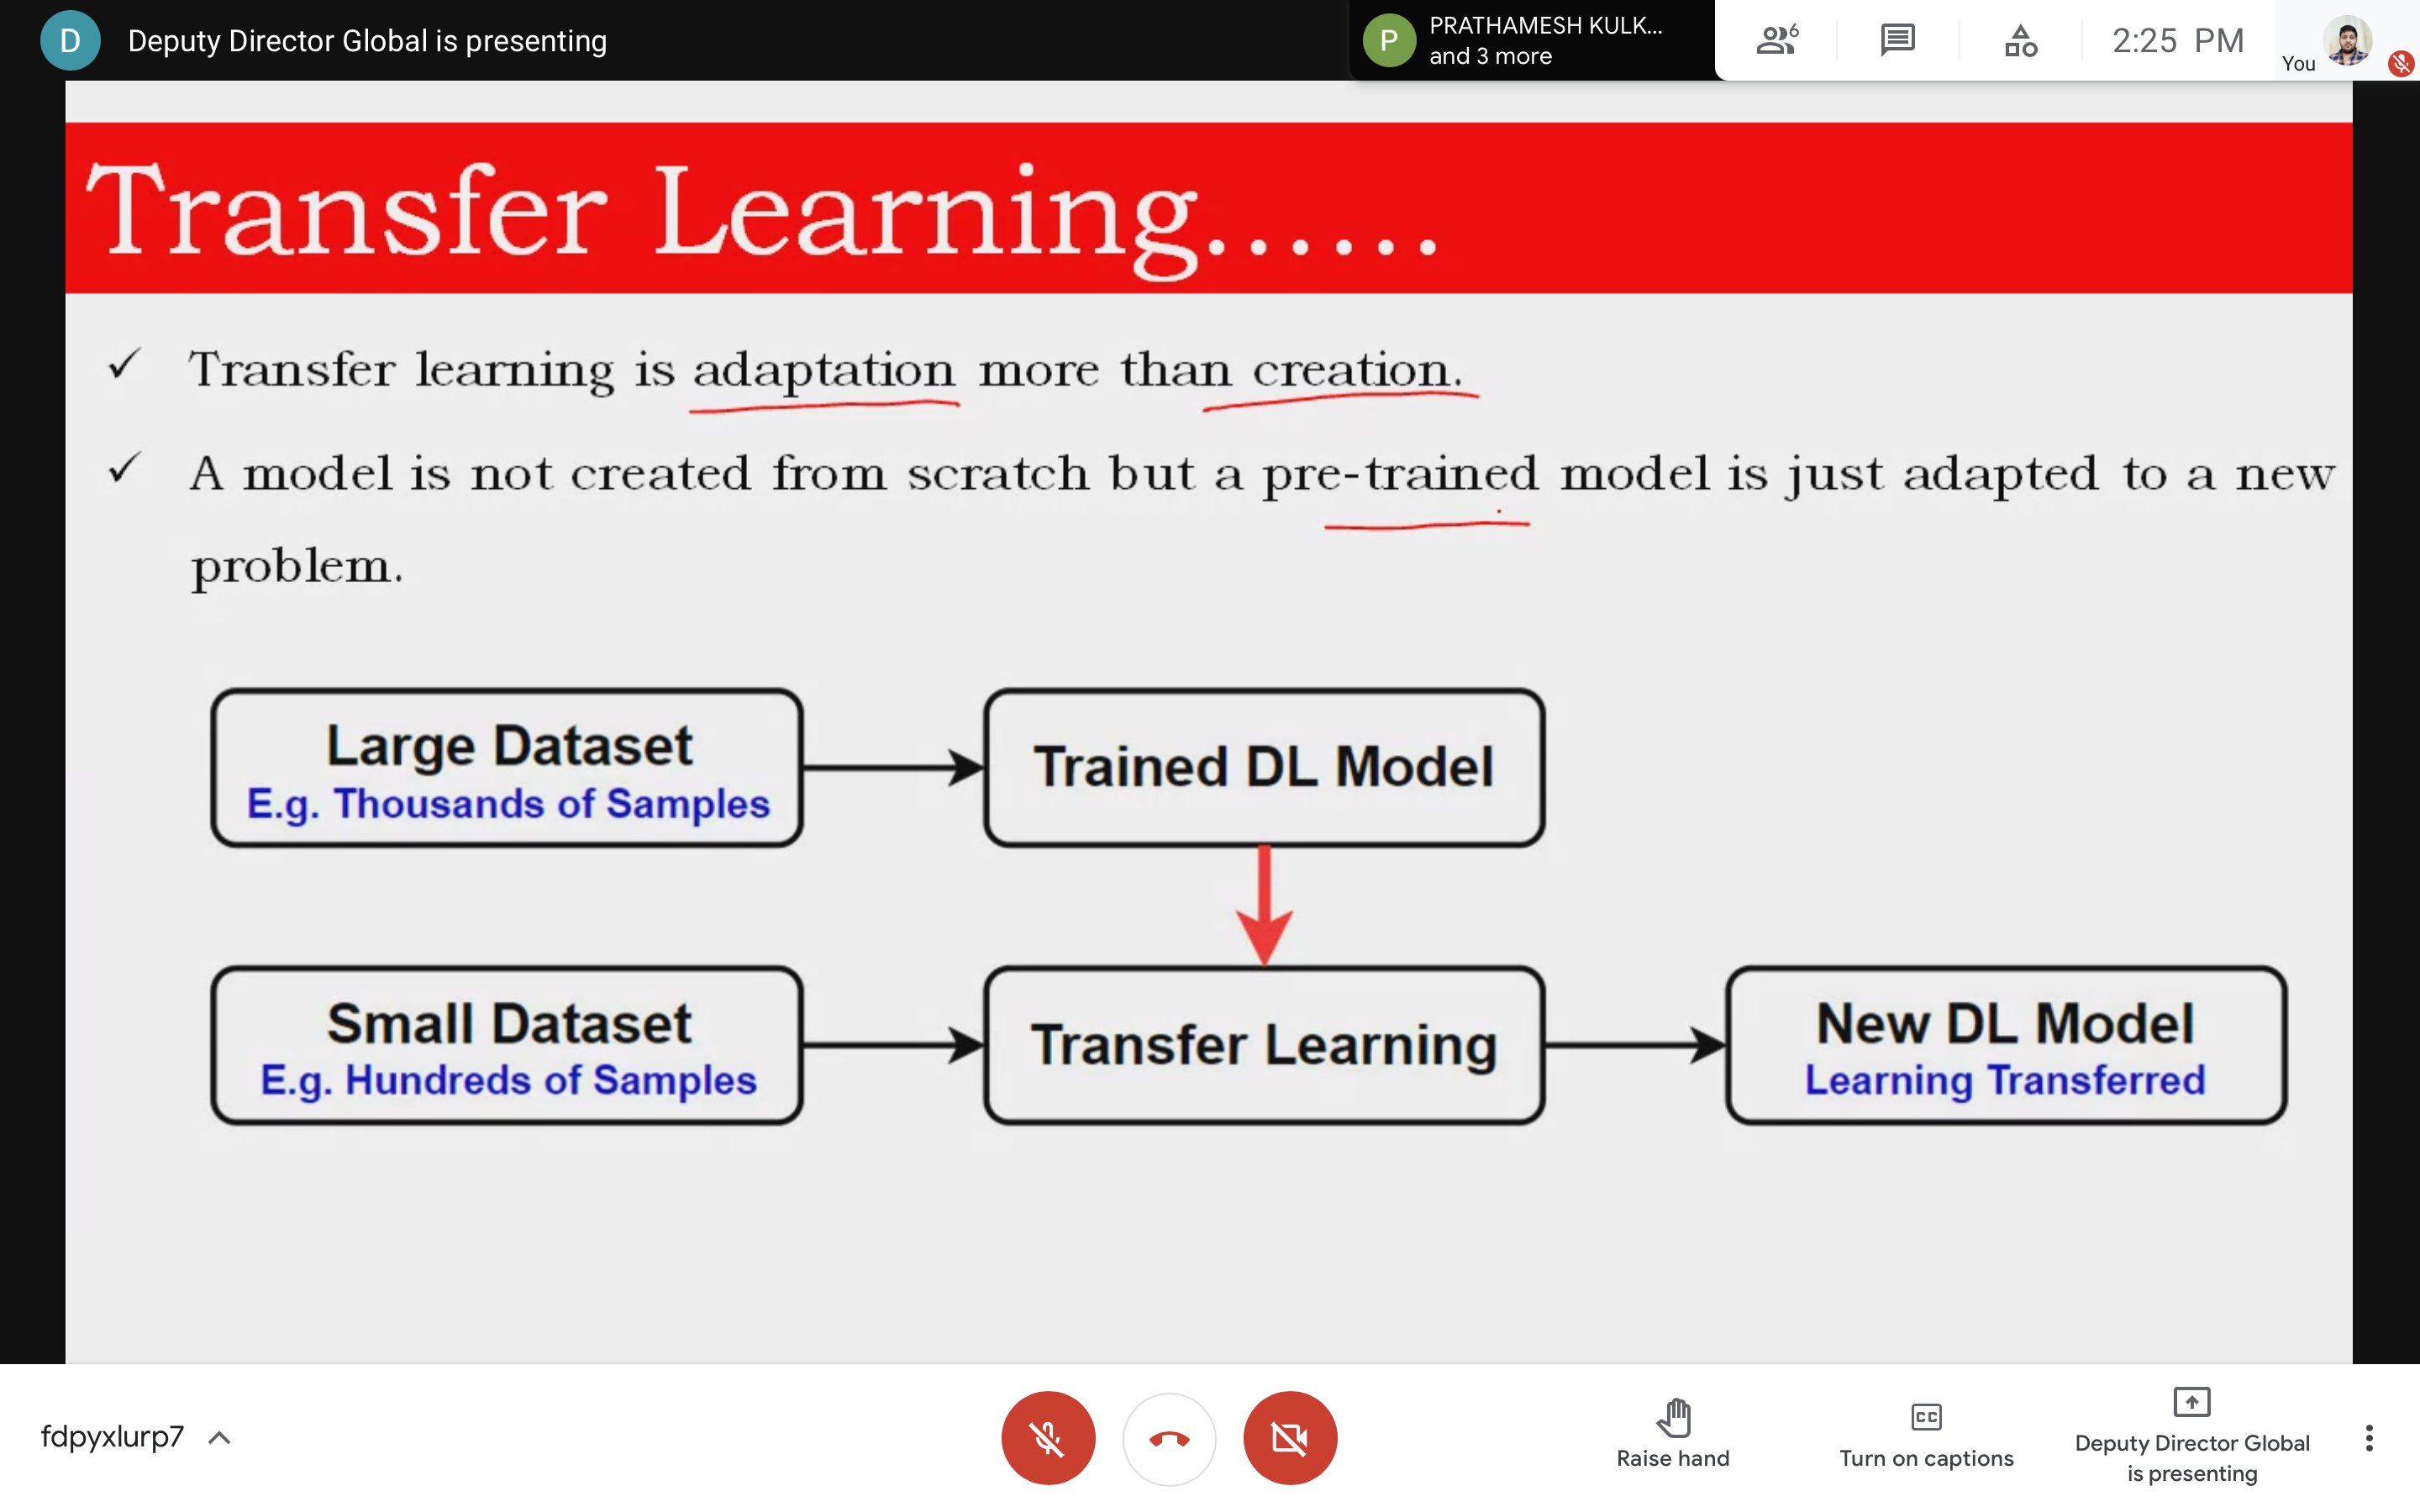 D
Deputy Director Global is presenting
P
PRATHAMESH KULK...
and 3 more
6
2:25 PM
You
Transfer Learning......
✓ Transfer learning is adaptation more than creation.
✓ A model is not created from scratch but a pre-trained model is just adapted to a new
problem.
Large Dataset
E.g. Thousands of Samples
Trained DL Model
Small Dataset
E.g. Hundreds of Samples
Transfer Learning
New DL Model
Learning Transferred
fdpyxlurp7
Raise hand
CC
Turn on captions
Deputy Director Global
is presenting